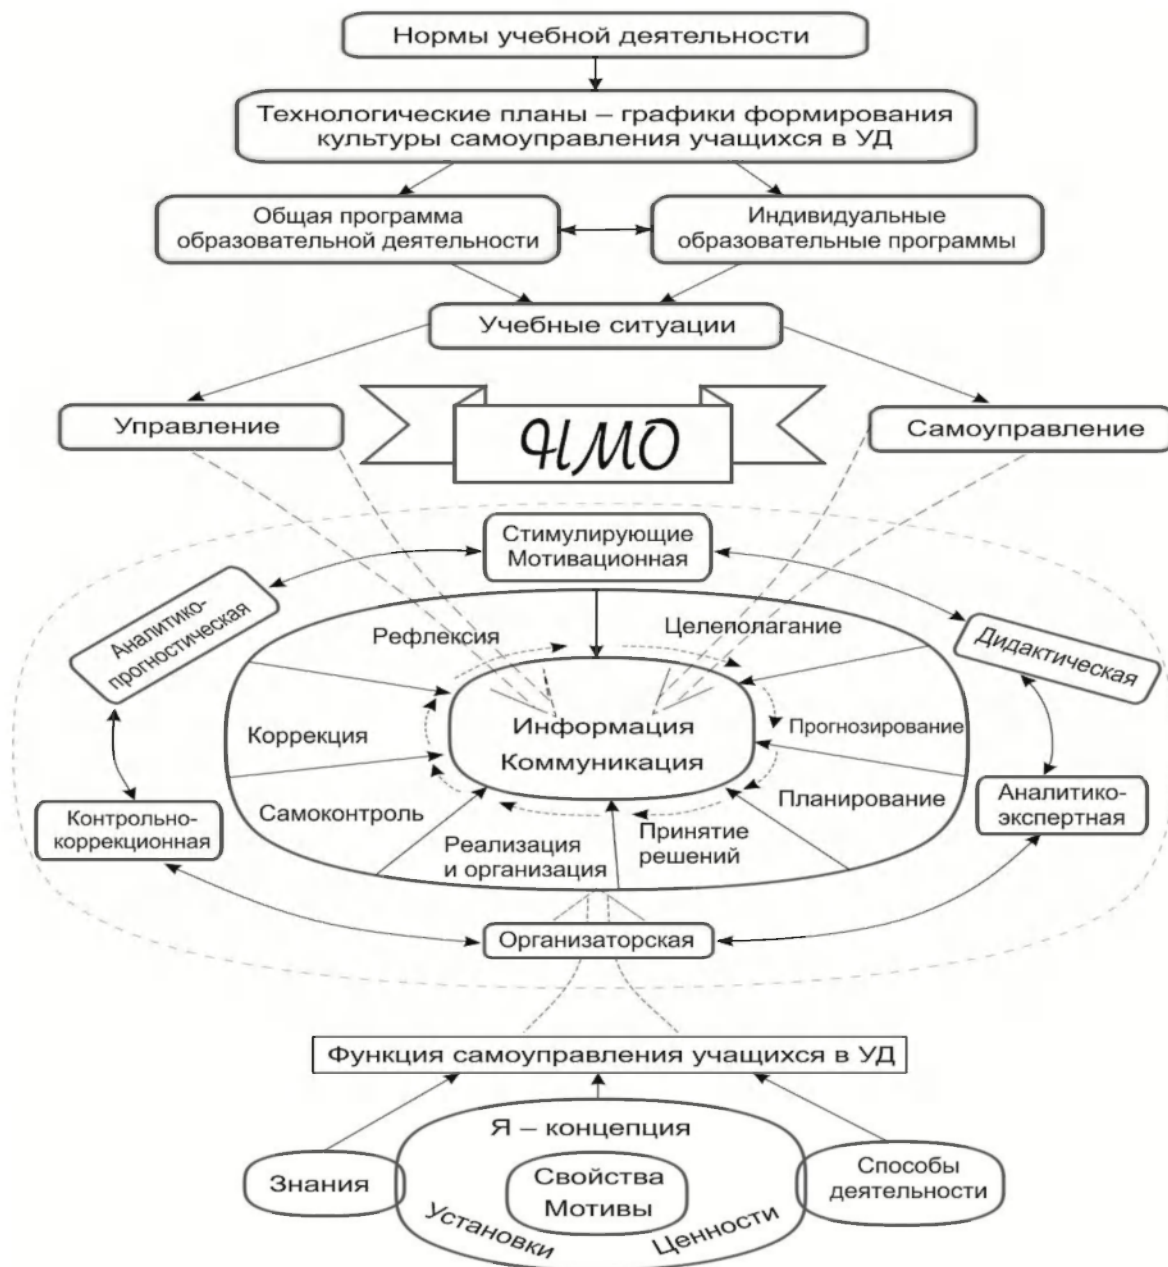 Нормы учебной деятельности
Технологические планы – графики формирования
культуры самоуправления учащихся в УД
Общая программа
образовательной деятельности
Индивидуальные
образовательные программы
Учебные ситуации
Управление
НМО
Самоуправление
Стимулирующие
Мотивационная
Аналитико-
прогностическая
Рефлексия
Целеполагание
Дидактическая
Информация
Коммуникация
Коррекция
Прогнозирование
Самоконтроль
Планирование
Контрольно-
коррекционная
Аналитико-
экспертная
Реализация
и организация
Принятие
решений
Организаторская
Функция самоуправления учащихся в УД
Я – концепция
Знания
Свойства
Мотивы
Способы
деятельности
Установки
Ценности